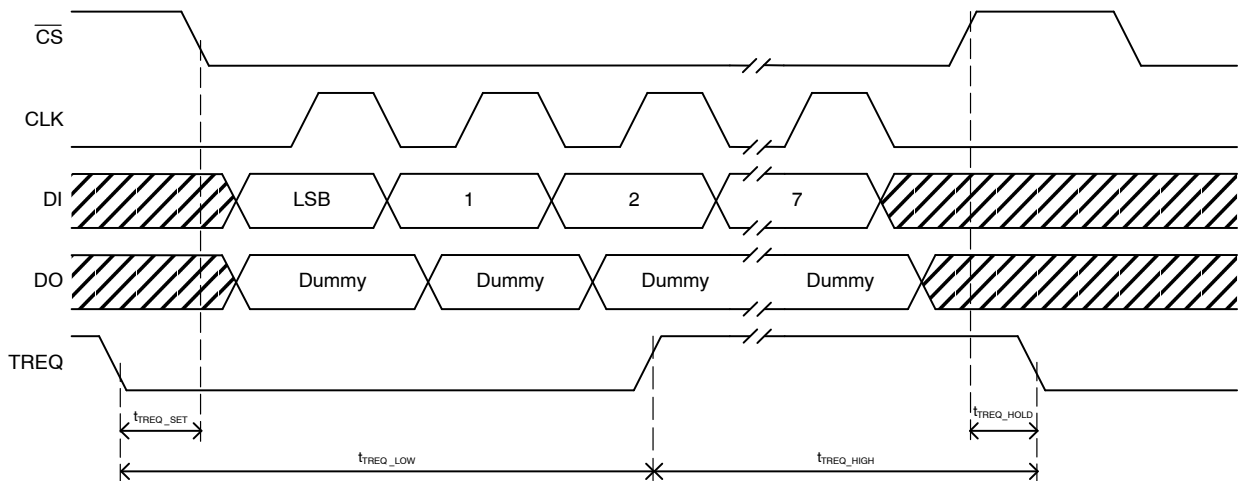 CS
CLK
DI LSB 1 2 7
DO Dummy Dummy Dummy Dummy
TREQ
tTREQ_SET tTREQ_HOLD
tTREQ_LOW tTREQ_HIGH